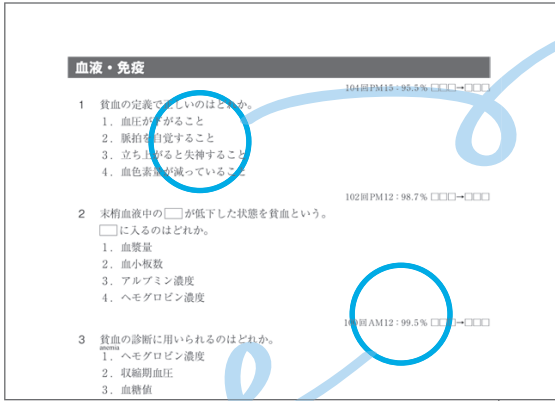 血液・免疫
104回PM15：95.5% □□□→□□□
1 貧血の定義で正しいのはどれか。
1．血圧が下がること
2．脈拍を自覚すること
3．立ち上がると失神すること
4．血色素量が減っていること
102回PM12：98.7% □□□→□□□
2 末梢血液中の□が低下した状態を貧血という。
□に入るのはどれか。
1．血漿量
2．血小板数
3．アルブミン濃度
4．ヘモグロビン濃度
回AM12：99.5% □□□→□□□
3 貧血の診断に用いられるのはどれか。
anemia
1．ヘモグロビン濃度
2．収縮期血圧
3．血糖値